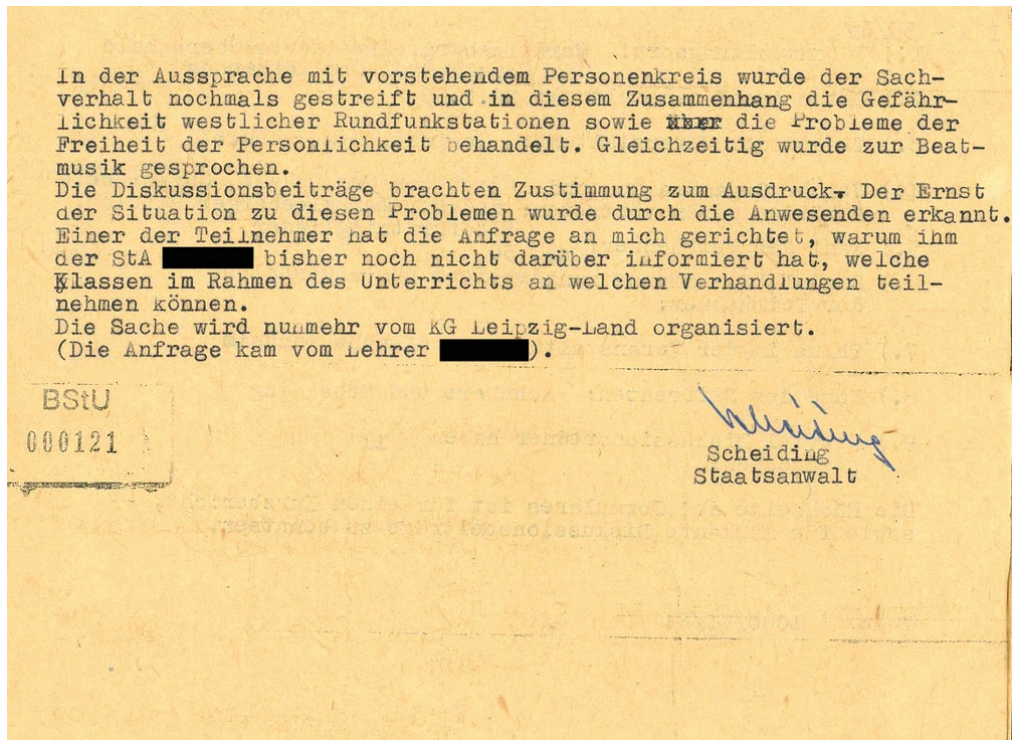 In der Aussprache mit vorstehendem Personenkreis wurde der Sach-
verhalt nochmals gestreift und in diesem Zusammenhang die Gefähr-
lichkeit westlicher Rundfunkstationen sowie über die Probleme der
Freiheit der Personlichkeit behandelt. Gleichzeitig wurde zur Beat-
musik gesprochen.
Die Diskussionsbeiträge brachten Zustimmung zum Ausdruck. Der Ernst
der Situation zu diesen Problemen wurde durch die Anwesenden erkannt.
Einer der Teilnehmer hat die Anfrage an mich gerichtet, warum ihm
der StA bisher noch nicht darüber informiert hat, welche
Klassen im Rahmen des Unterrichts an welchen Verhandlungen teil-
nehmen können.
Die Sache wird nunmehr vom KG Leipzig-Land organisiert.
(Die Anfrage kam vom Lehrer ).
BStU
000121
Scheiding
Scheiding
Staatsanwalt